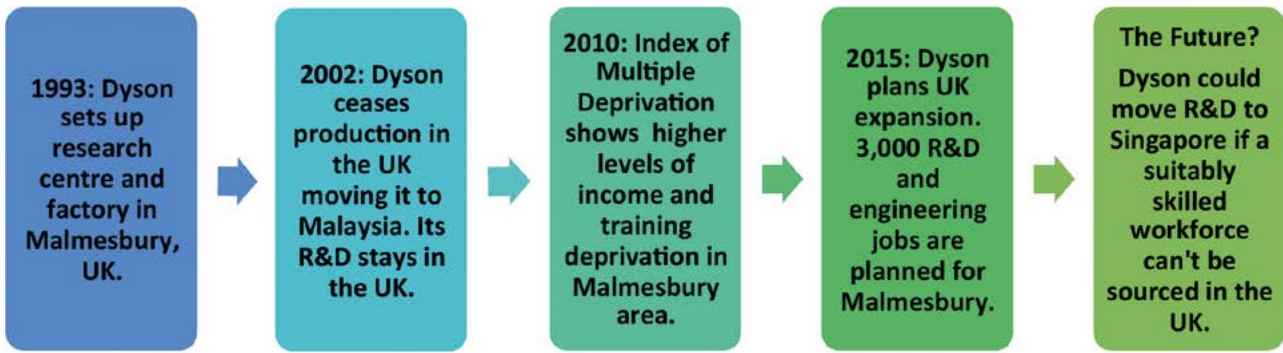 1993: Dyson
sets up
research
centre and
factory in
Malmesbury,
UK.
2002: Dyson
ceases
production in
the UK
moving it to
Malaysia. Its
R&D stays in
the UK.
2010: Index of
Multiple
Deprivation
shows higher
levels of
income and
training
deprivation in
Malmesbury
area.
2015: Dyson
plans UK
expansion.
3,000 R&D
and
engineering
jobs are
planned for
Malmesbury.
The Future?
Dyson could
move R&D to
Singapore if a
suitably
skilled
workforce
can't be
sourced in the
UK.